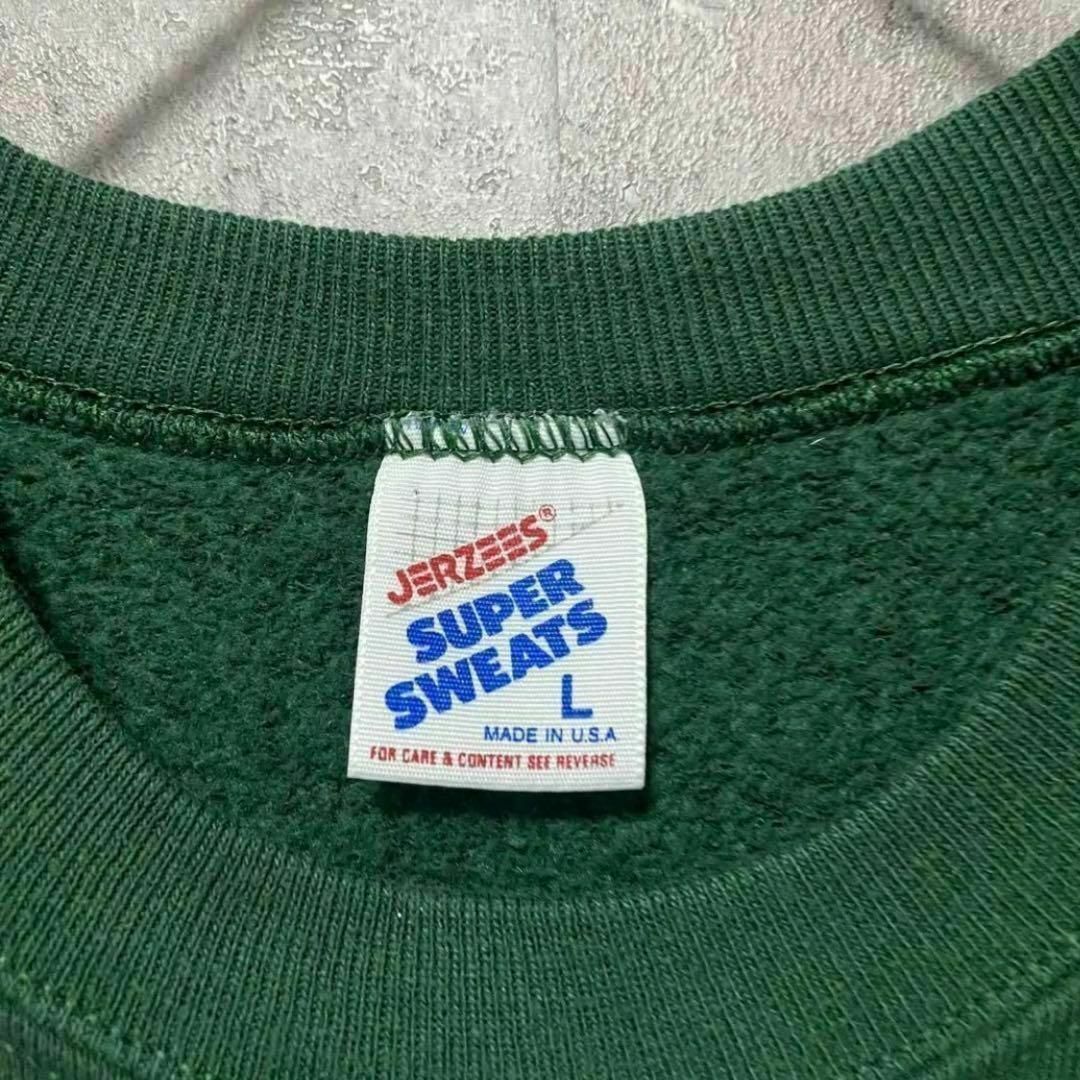 JERZEES®
SUPER
SWEATS
L
MADE IN U.S.A
FOR CARE & CONTENT SEE REVERSE